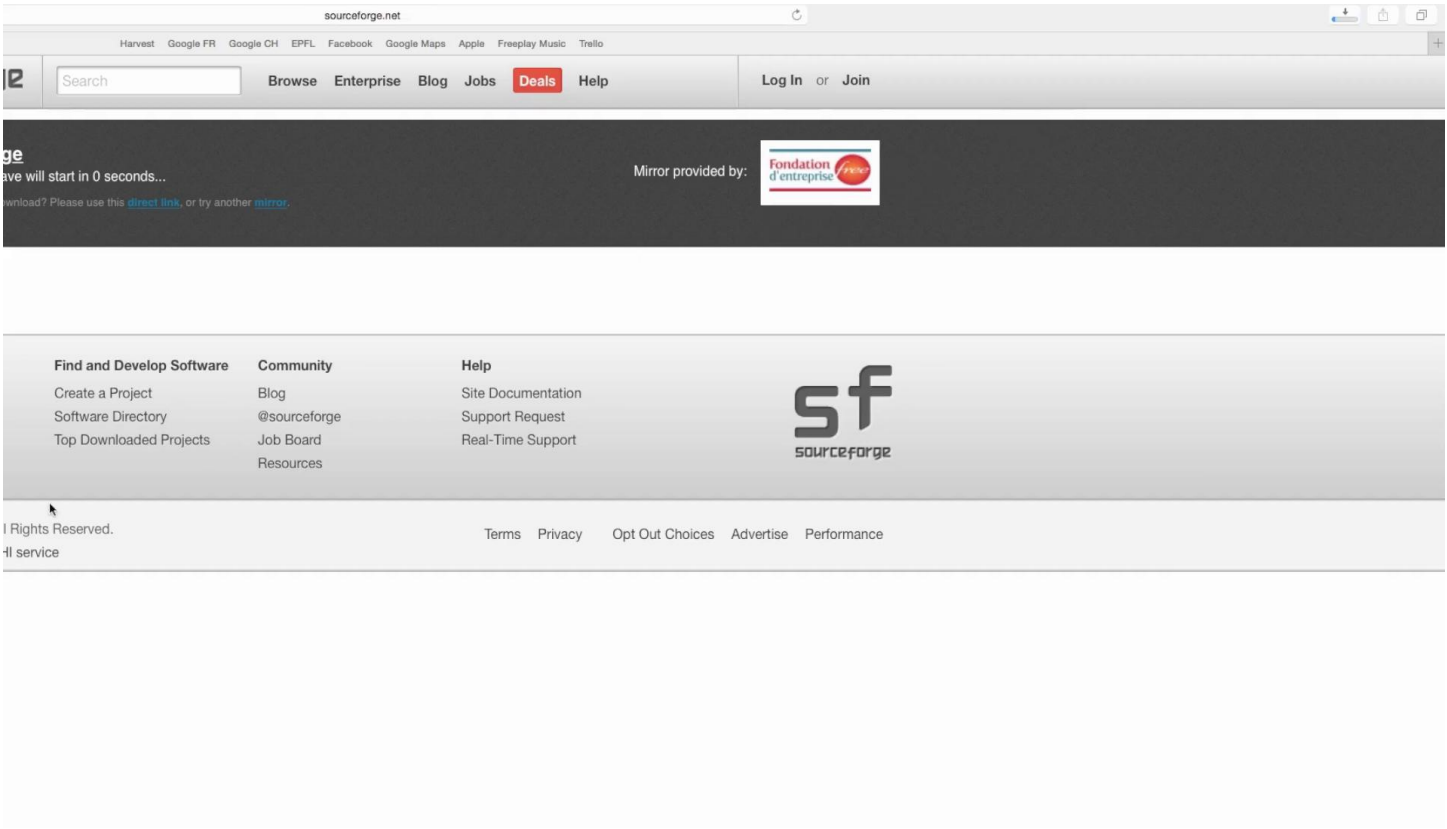 sourceforge.net
Harvest Google FR Google CH EPFL Facebook Google Maps Apple Freeplay Music Trello
ge Search Browse Enterprise Blog Jobs Deals Help Log In or Join
ge
ave will start in 0 seconds...
Mirror provided by:
Fondation
d'entreprise free
ownload? Please use this direct link, or try another mirror.
Find and Develop Software Community Help
Create a Project Blog Site Documentation
Software Directory @sourceforge Support Request
Top Downloaded Projects Job Board Real-Time Support
Resources
sf
sourceforge
l Rights Reserved.
Terms Privacy Opt Out Choices Advertise Performance
HI service